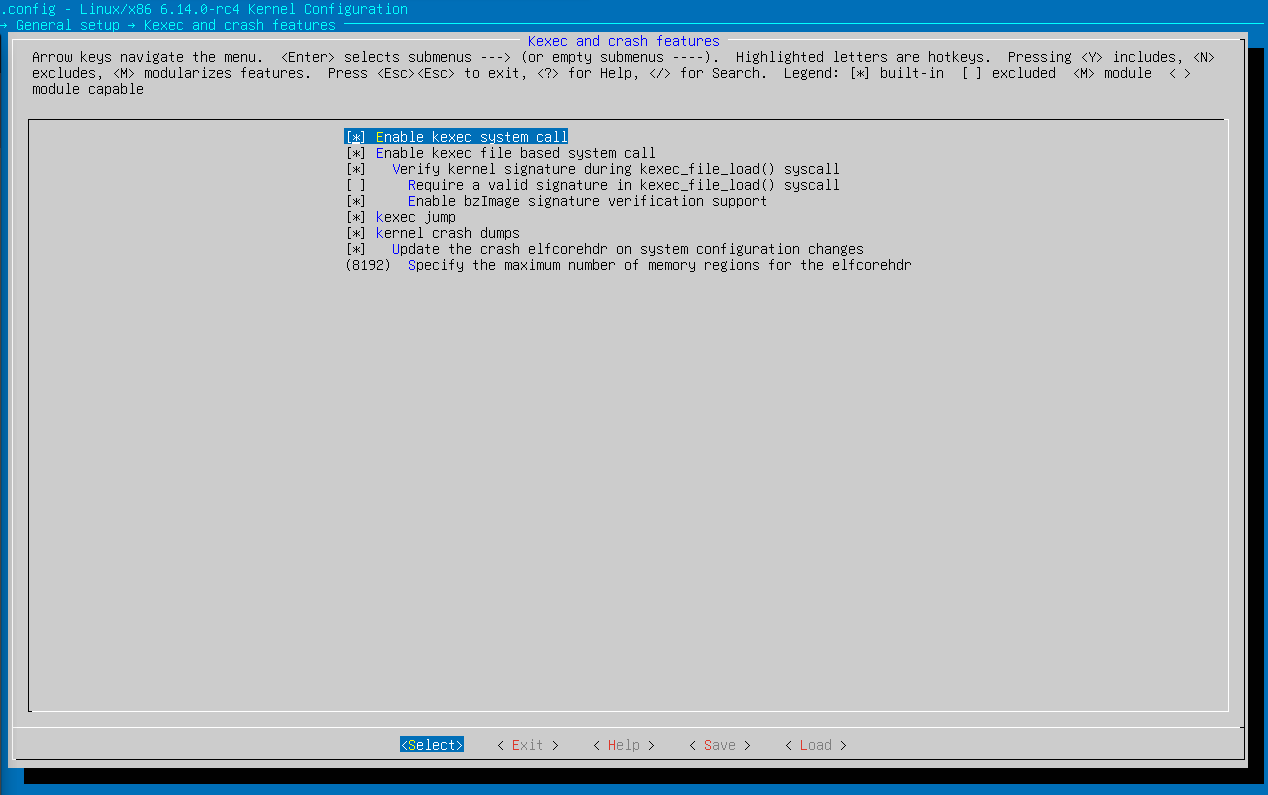 .config - Linux/x86 6.14.0-rc4 Kernel Configuration
→ General setup → Kexec and crash features
Kexec and crash features
Arrow keys navigate the menu.  <Enter> selects submenus ---> (or empty submenus ----).  Highlighted letters are hotkeys.  Pressing <Y> includes, <N>
excludes, <M> modularizes features.  Press <Esc><Esc> to exit, <?> for Help, </> for Search.  Legend: [*] built-in  [ ] excluded  <M> module  < >
module capable
[*] Enable kexec system call
[*] Enable kexec file based system call
[*]   Verify kernel signature during kexec_file_load() syscall
[ ]     Require a valid signature in kexec_file_load() syscall
[*]     Enable bzImage signature verification support
[*] kexec jump
[*] kernel crash dumps
[*]   Update the crash elfcorehdr on system configuration changes
(8192)  Specify the maximum number of memory regions for the elfcorehdr
<Select>    < Exit >    < Help >    < Save >    < Load >